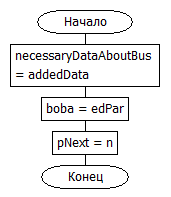 Начало
necessaryDataAboutBus
= addedData
boba = edPar
pNext = n
Конец